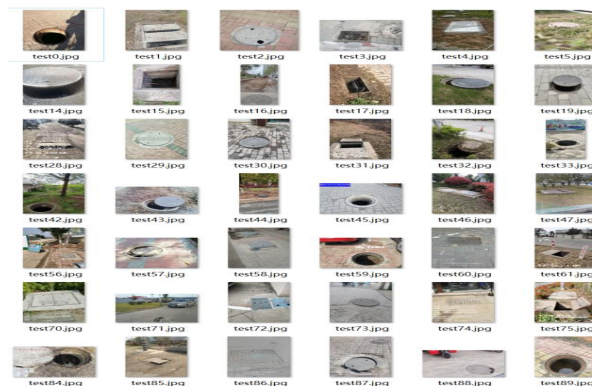 test0.jpg test1.jpg test2.jpg test3.jpg test4.jpg test5.jpg
test14.jpg test15.jpg test16.jpg test17.jpg test18.jpg test19.jpg
test28.jpg test29.jpg test30.jpg test31.jpg test32.jpg test33.jpg
test42.jpg test43.jpg test44.jpg test45.jpg test46.jpg test47.jpg
test56.jpg test57.jpg test58.jpg test59.jpg test60.jpg test61.jpg
test70.jpg test71.jpg test72.jpg test73.jpg test74.jpg test75.jpg
test84.jpg test85.jpg test86.jpg test87.jpg test88.jpg test89.jpg